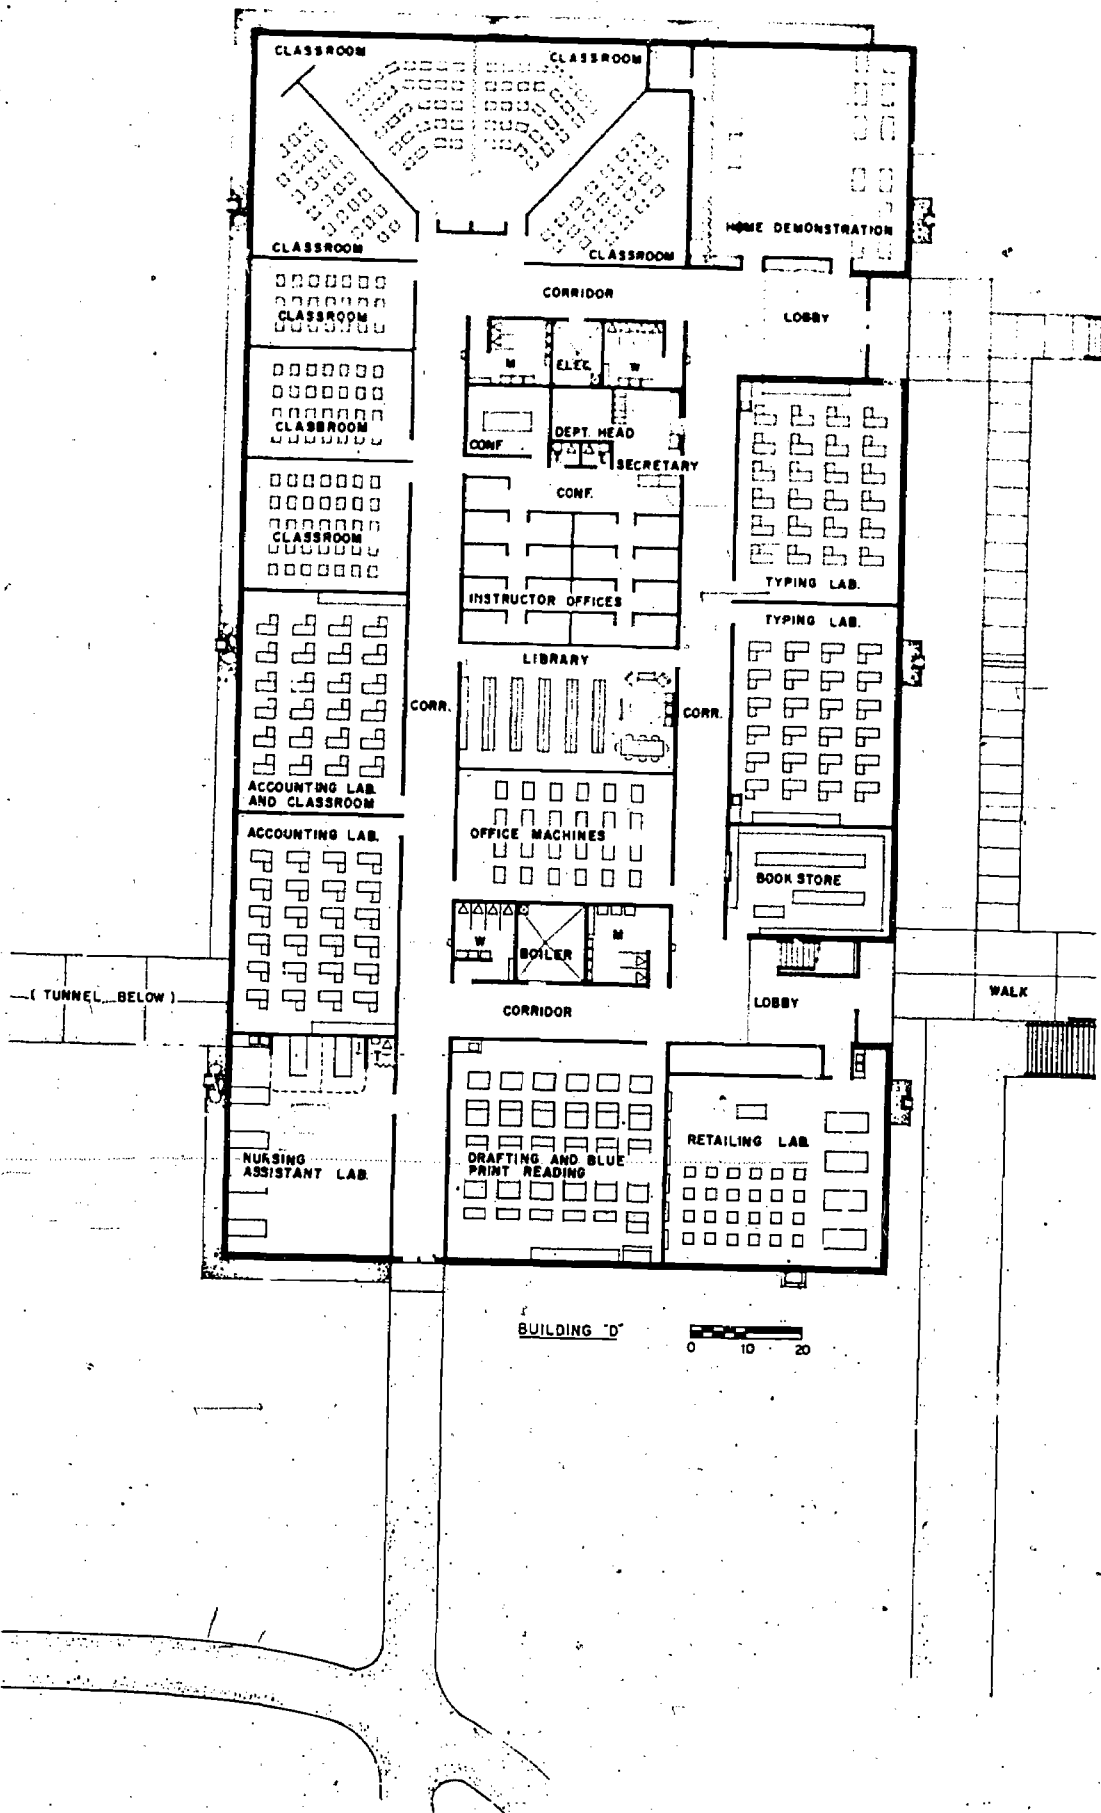 CLASSROOM
CLASSROOM
HOME DEMONSTRATION
CLASSROOM
CLASSROOM
CORRIDOR
CLASSROOM
LOBBY
M
ELEC.
W
CLASSROOM
DEPT. HEAD
CONF.
SECRETARY
CONF.
CLASSROOM
TYPING LAB.
INSTRUCTOR OFFICES
TYPING LAB.
LIBRARY
CORR.
CORR.
ACCOUNTING LAB.
AND CLASSROOM
ACCOUNTING LAB.
OFFICE MACHINES
BOOK STORE
W
M
BOILER
(TUNNEL BELOW)
LOBBY
WALK
CORRIDOR
RETAILING LAB.
NURSING
ASSISTANT LAB.
DRAFTING AND BLUE
PRINT READING
BUILDING "D"
0 10 20